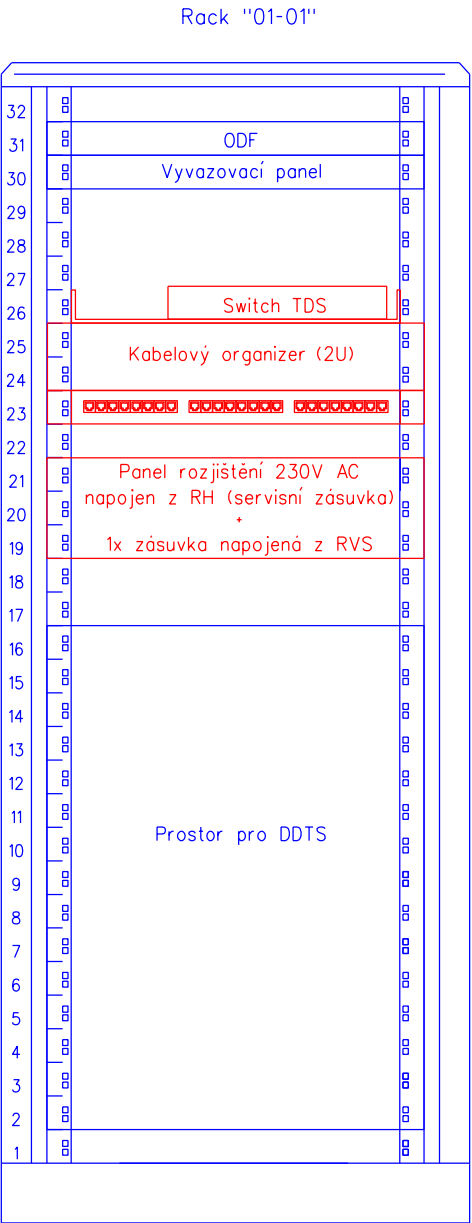 Rack "01-01"
32
31 ODF
30 Vyvazovací panel
29
28
27
26 Switch TDS
25 Kabelový organizer (2U)
24
23
22
21 Panel rozjištění 230V AC
napojen z RH (servisní zásuvka)
20 +
19 1x zásuvka napojená z RVS
18
17
16
15
14
13
12
11 Prostor pro DDTS
10
9
8
7
6
5
4
3
2
1